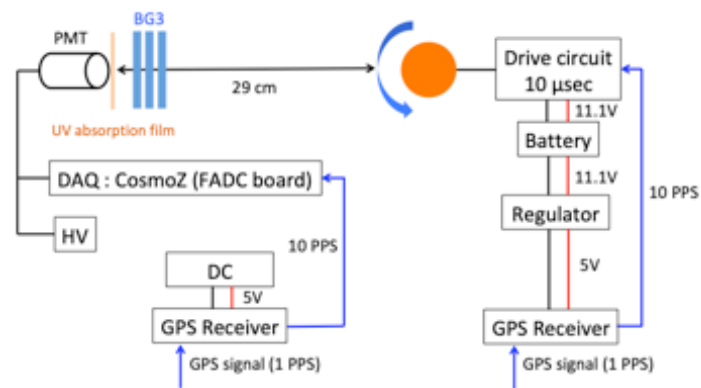 BG3
PMT
Drive circuit
10 μsec
29 cm
11.1V
UV absorption film
Battery
11.1V
10 PPS
DAQ : CosmoZ (FADC board)
Regulator
HV
10 PPS
DC
5V
5V
GPS Receiver
GPS Receiver
GPS signal (1 PPS)
GPS signal (1 PPS)